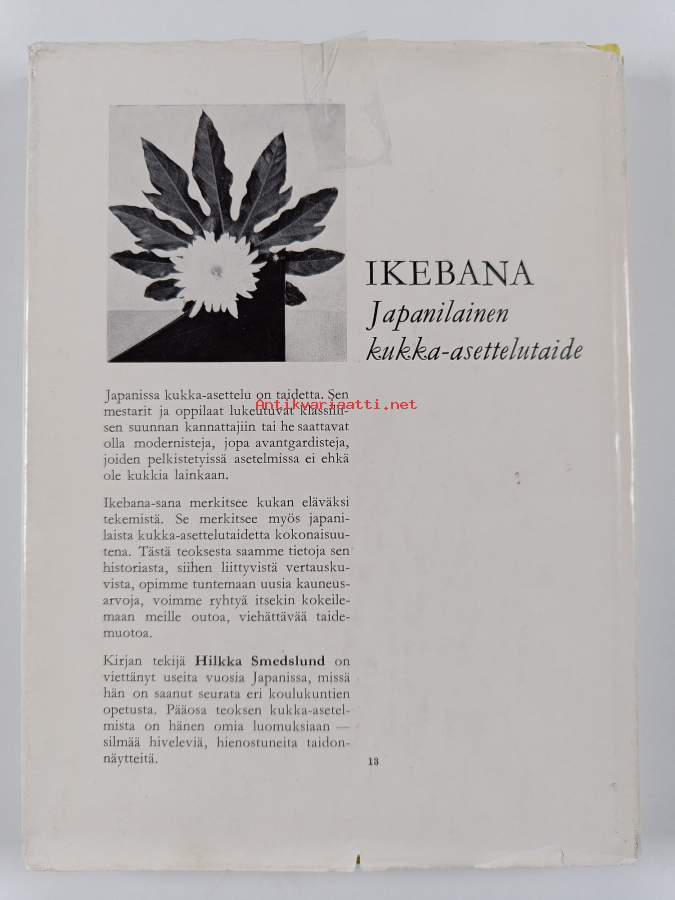 IKEBANA
Japanilainen
kukka-asettelutaide
Japanissa kukka-asettelu on taidetta. Sen
mestarit ja oppilaat lukeutuvat klassilli-
sen suunnan kannattajiin tai he saattavat
olla modernisteja, jopa avantgardisteja,
joiden pelkistetyissä asetelmissa ei ehkä
ole kukkia lainkaan.
Antikvariaatti.net
Ikebana-sana merkitsee kukan eläväksi
tekemistä. Se merkitsee myös japani-
laista kukka-asettelutaidetta kokonaisuu-
tena. Tästä teoksesta saamme tietoja sen
historiasta, siihen liittyvistä vertausku-
vista, opimme tuntemaan uusia kauneus-
arvoja, voimme ryhtyä itsekin kokeile-
maan meille outoa, viehättävää taide-
muotoa.
Kirjan tekijä Hilkka Smedslund on
viettänyt useita vuosia Japanissa, missä
hän on saanut seurata eri koulukuntien
opetusta. Pääosa teoksen kukka-asetel-
mista on hänen omia luomuksiaan —
silmää hiveleviä, hienostuneita taidon-
näytteitä.
13